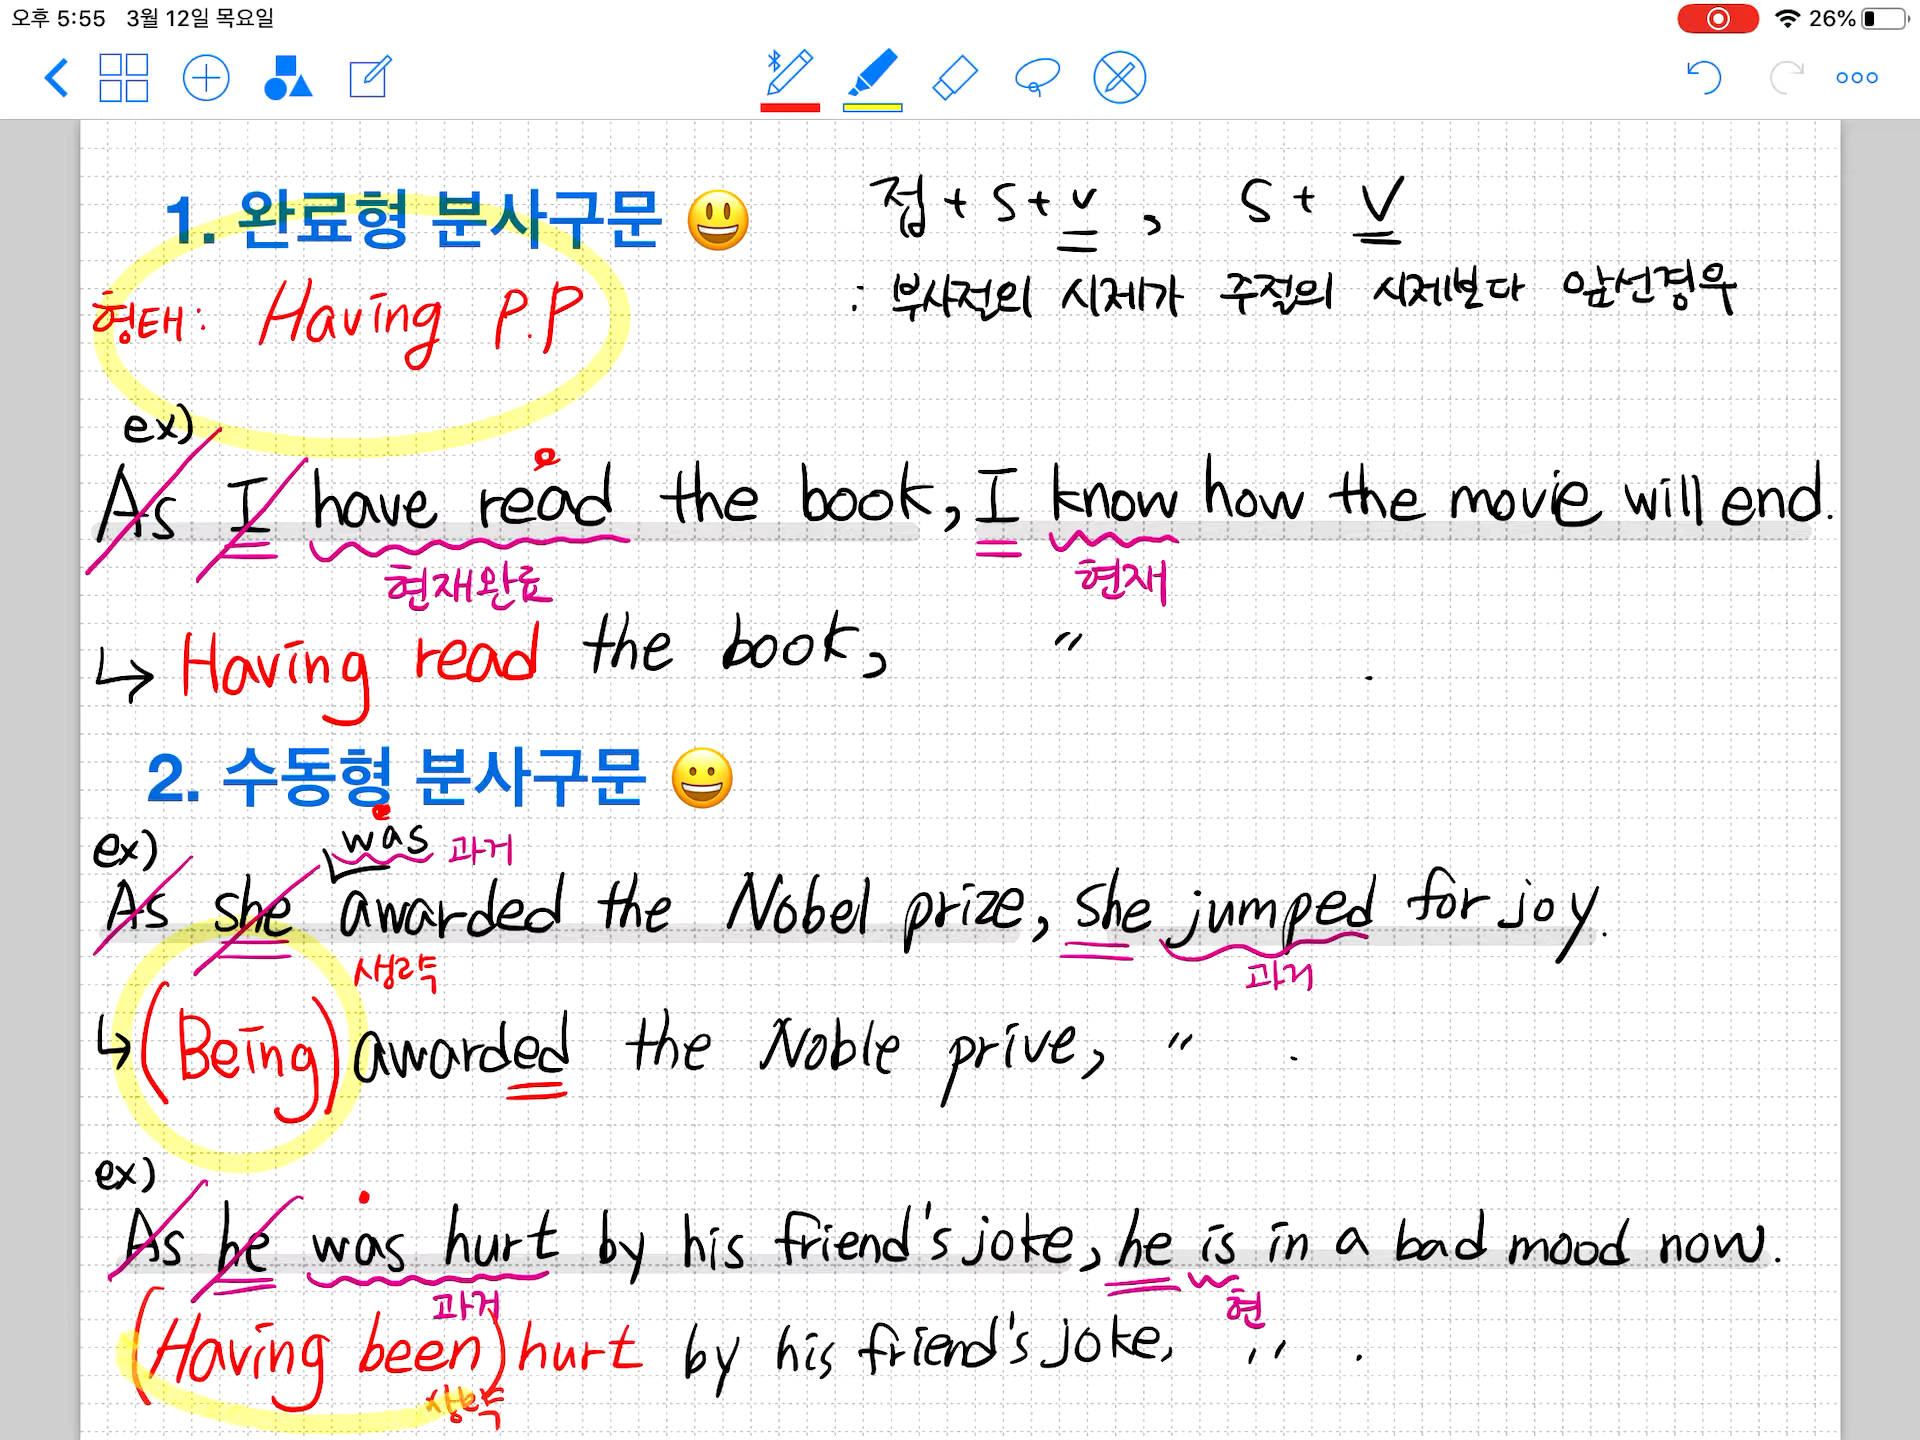 오후 5:55 3월 12일 목요일 26%
1. 완료형 분사구문 😃
접 + S + v , S + V
형태: Having P.P
: 부사절의 시제가 주절의 시제보다 앞선경우
ex)
As I have read the book, I know how the movie will end.
현재완료 현재
↳ Having read the book, 〃 .
2. 수동형 분사구문 😀
ex) was 과거
As she awarded the Nobel prize, she jumped for joy.
생략 과거
↳ (Being) awarded the Noble prive, 〃 .
ex)
As he was hurt by his friend's joke, he is in a bad mood now.
과거 현
(Having been) hurt by his friend's joke, 〃 .
생략